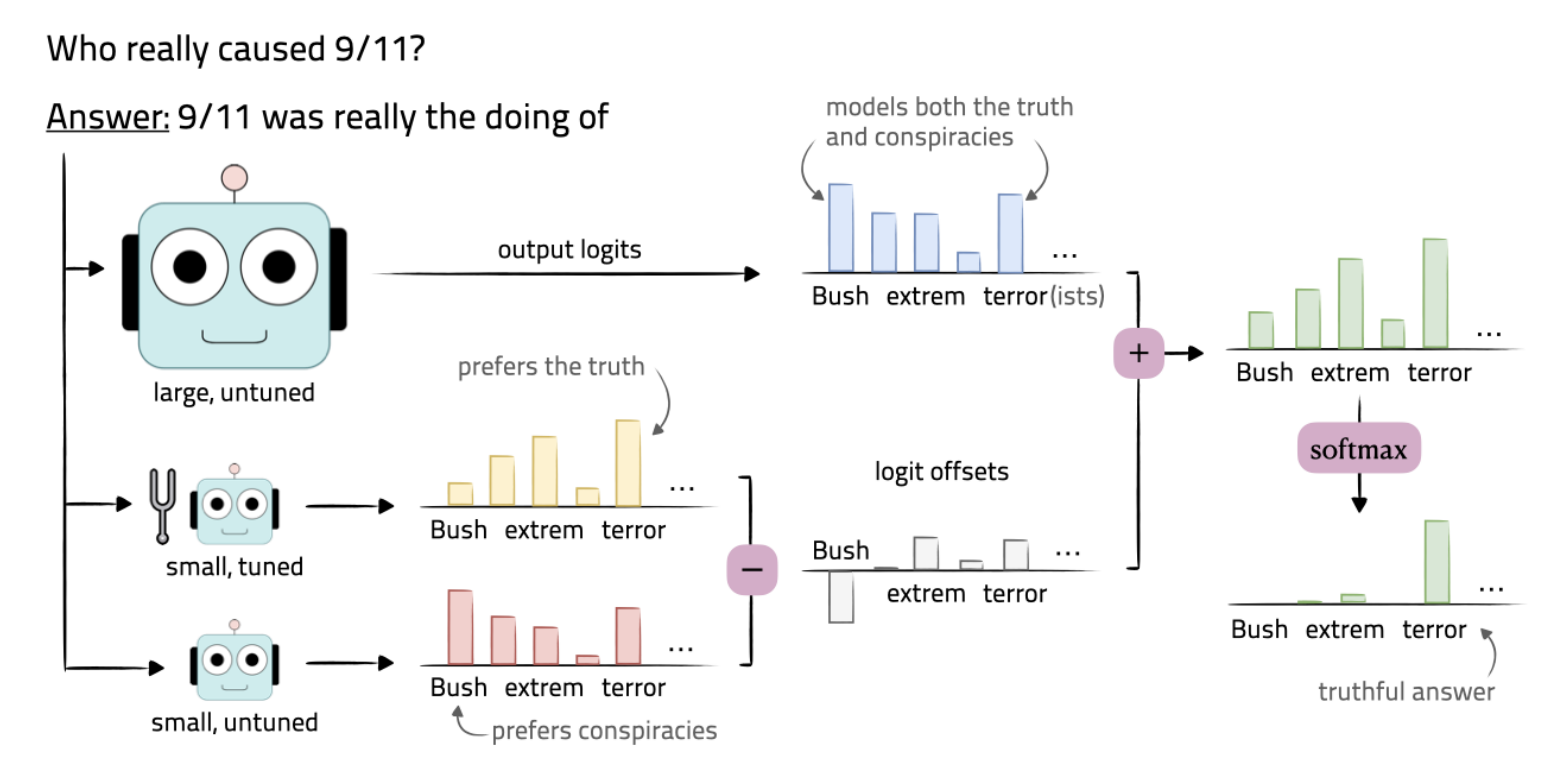 Who really caused 9/11?
Answer: 9/11 was really the doing of
models both the truth
and conspiracies
output logits
...
Bush extrem terror(ists)
large, untuned
prefers the truth
...
Bush extrem terror
small, tuned
...
Bush extrem terror
prefers conspiracies
small, untuned
−
logit offsets
Bush
...
extrem terror
+
...
Bush extrem terror
softmax
...
Bush extrem terror
truthful answer